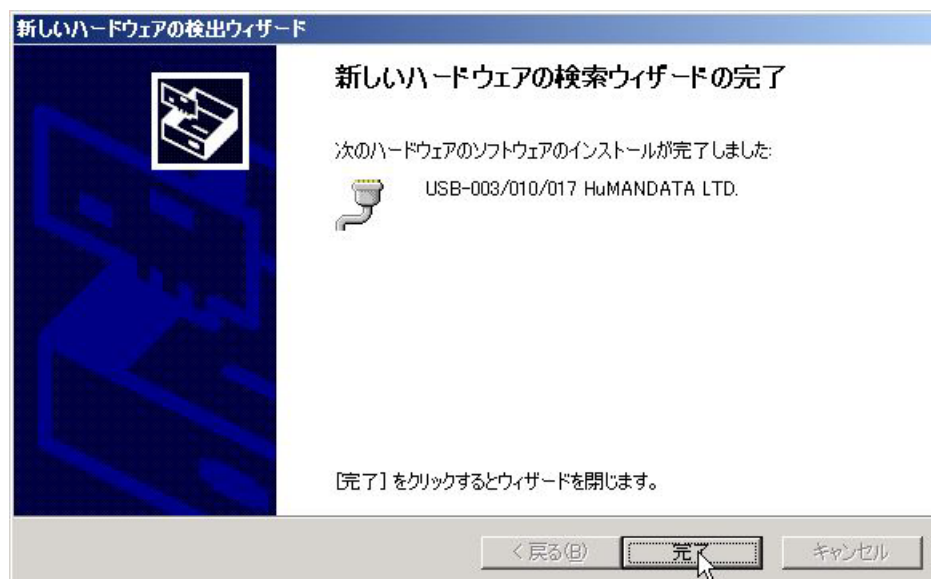 新しいハードウェアの検出ウィザード
新しいハードウェアの検索ウィザードの完了
次のハードウェアのソフトウェアのインストールが完了しました:
USB-003/010/017 HuMANDATA LTD.
[完了] をクリックするとウィザードを閉じます。
< 戻る(B)
完了
キャンセル